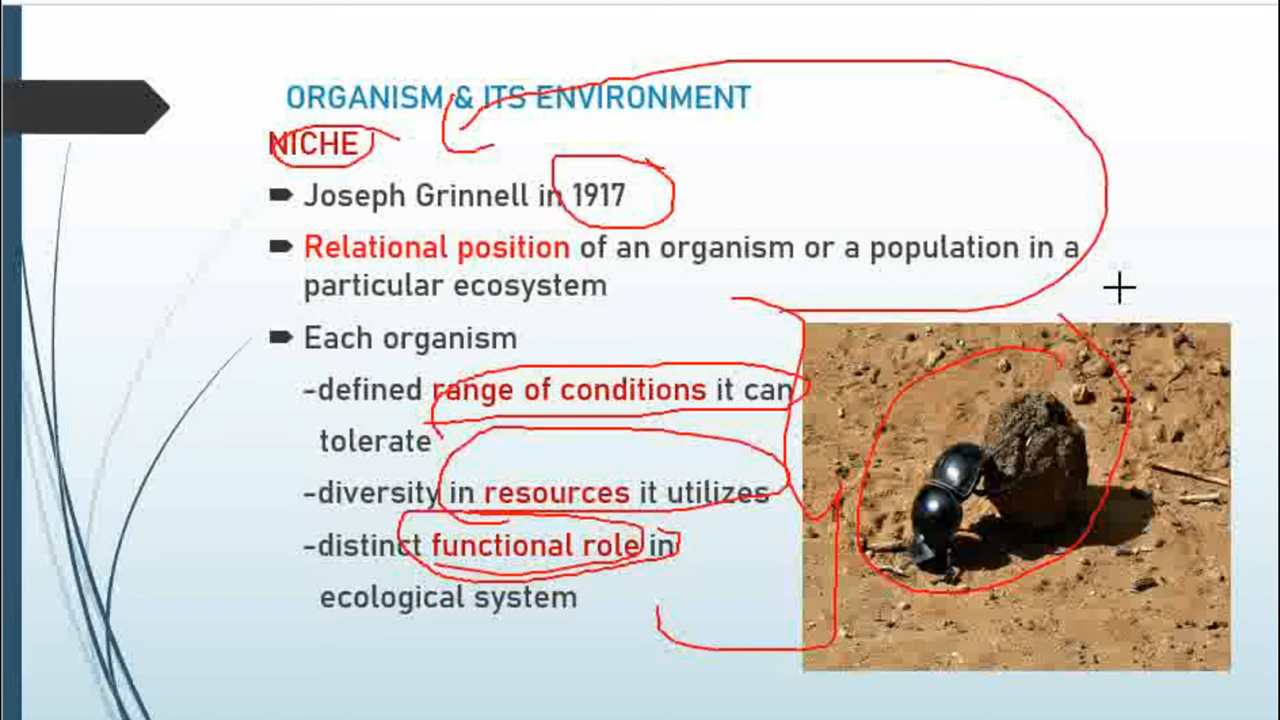 ORGANISM & ITS ENVIRONMENT
NICHE
Joseph Grinnell in 1917
Relational position of an organism or a population in a
particular ecosystem
Each organism
-defined range of conditions it can
tolerate
-diversity in resources it utilizes
-distinct functional role in
ecological system